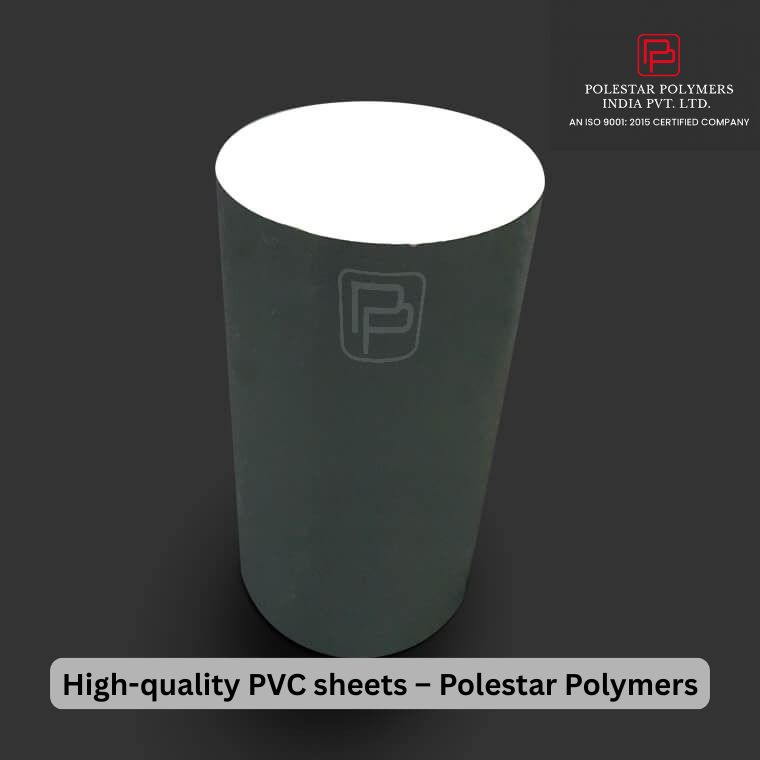 POLESTAR POLYMERS
INDIA PVT. LTD.
AN ISO 9001: 2015 CERTIFIED COMPANY
High-quality PVC sheets – Polestar Polymers